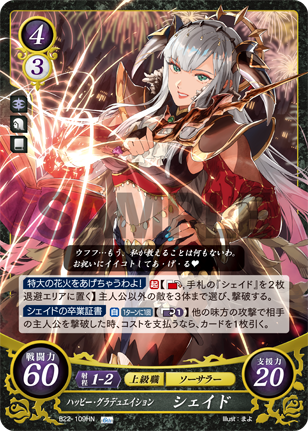 4
3
SAMPLE
ウフフ…もう、私が教えることは何もないわ。
お祝いにイイコトしてあ・げ・る♥
特大の花火をあげちゃうわよ！ 起【手札の『シェイド』を２枚
退避エリアに置く】主人公以外の敵を３体まで選び、撃破する。
シェイドの卒業証書 自〔１ターンに１回〕【１】他の味方の攻撃で相手
の主人公を撃破した時、コストを支払うなら、カードを１枚引く。
戦闘力 60
射程 1-2
上級職
ソーサラー
支援力 20
ハッピー・グラデュエイション シェイド
B22-109HN
Illust：まよ